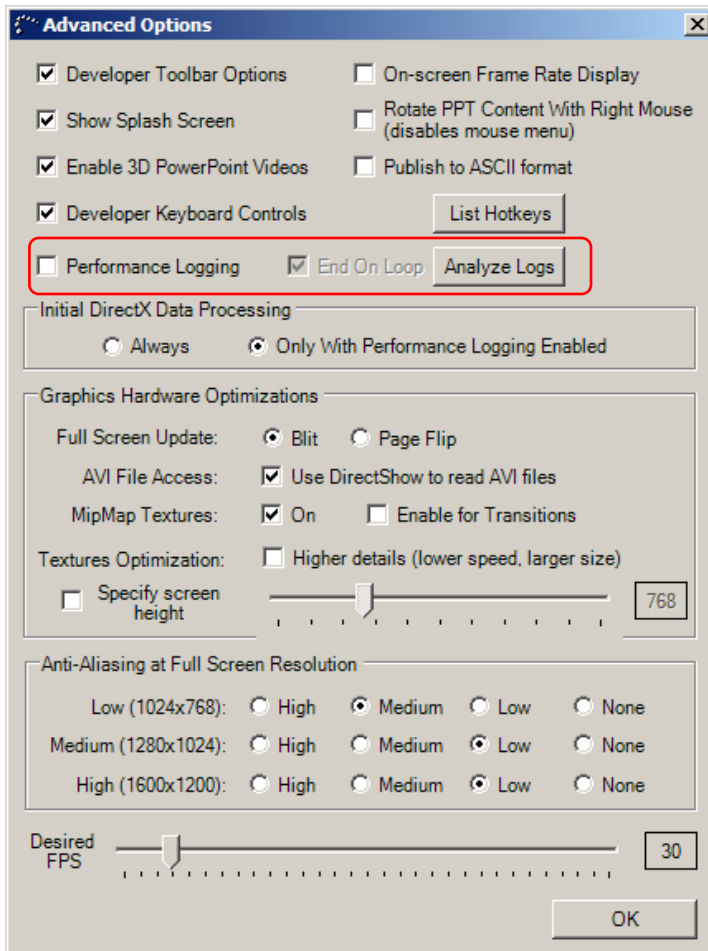 Advanced Options
Developer Toolbar Options On-screen Frame Rate Display
Show Splash Screen Rotate PPT Content With Right Mouse
(disables mouse menu)
Enable 3D PowerPoint Videos Publish to ASCII format
Developer Keyboard Controls List Hotkeys
Performance Logging End On Loop Analyze Logs
Initial DirectX Data Processing
Always Only With Performance Logging Enabled
Graphics Hardware Optimizations
Full Screen Update: Blit Page Flip
AVI File Access: Use DirectShow to read AVI files
MipMap Textures: On Enable for Transitions
Textures Optimization: Higher details (lower speed, larger size)
Specify screen
height 768
Anti-Aliasing at Full Screen Resolution
Low (1024x768): High Medium Low None
Medium (1280x1024): High Medium Low None
High (1600x1200): High Medium Low None
Desired
FPS 30
OK